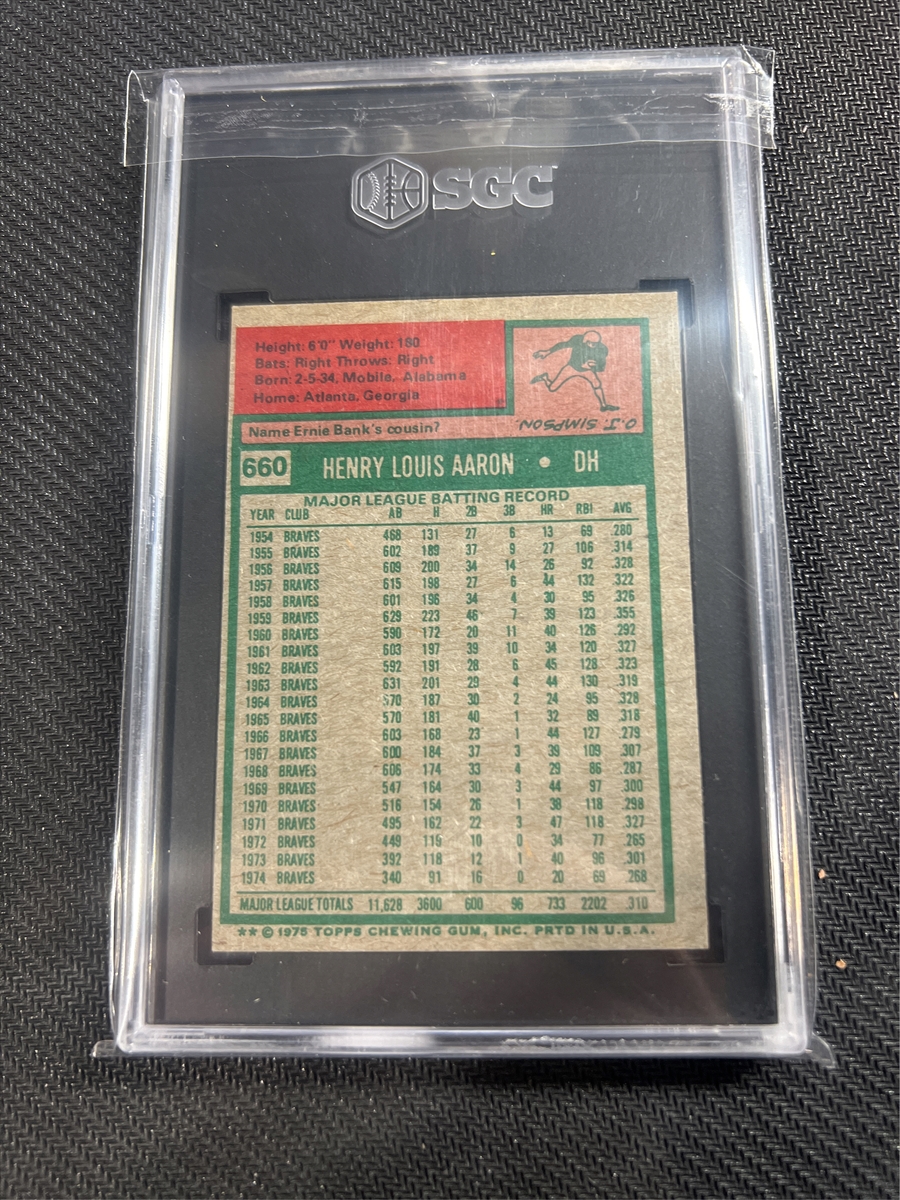 SGC
Height: 6'0" Weight: 180
Bats: Right Throws: Right
Born: 2-5-34, Mobile, Alabama
Home: Atlanta, Georgia
O.J. SIMPSON.
Name Ernie Bank's cousin?
660 HENRY LOUIS AARON • DH
MAJOR LEAGUE BATTING RECORD
YEAR CLUB AB H 2B 3B HR RBI AVG
1954 BRAVES 468 131 27 6 13 69 .280
1955 BRAVES 602 189 37 9 27 106 .314
1956 BRAVES 609 200 34 14 26 92 .328
1957 BRAVES 615 198 27 6 44 132 .322
1958 BRAVES 601 196 34 4 30 95 .326
1959 BRAVES 629 223 46 7 39 123 .355
1960 BRAVES 590 172 20 11 40 126 .292
1961 BRAVES 603 197 39 10 34 120 .327
1962 BRAVES 592 191 28 6 45 128 .323
1963 BRAVES 631 201 29 4 44 130 .319
1964 BRAVES 570 187 30 2 24 95 .328
1965 BRAVES 570 181 40 1 32 89 .318
1966 BRAVES 603 168 23 1 44 127 .279
1967 BRAVES 600 184 37 3 39 109 .307
1968 BRAVES 606 174 33 4 29 86 .287
1969 BRAVES 547 164 30 3 44 97 .300
1970 BRAVES 516 154 26 1 38 118 .298
1971 BRAVES 495 162 22 3 47 118 .327
1972 BRAVES 449 119 10 0 34 77 .265
1973 BRAVES 392 118 12 1 40 96 .301
1974 BRAVES 340 91 16 0 20 69 .268
MAJOR LEAGUE TOTALS 11,628 3600 600 96 733 2202 .310
** © 1975 TOPPS CHEWING GUM, INC. PRTD IN U.S.A.